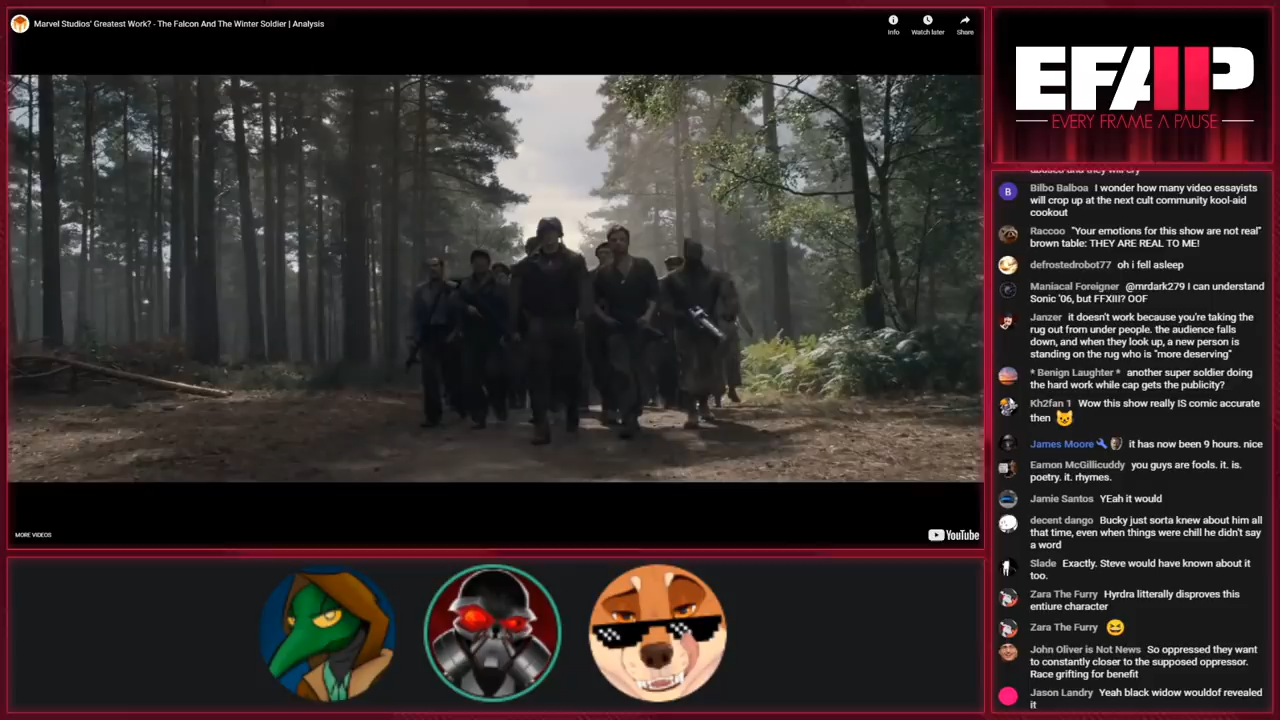 Marvel Studios' Greatest Work? - The Falcon And The Winter Soldier | Analysis
Info
Watch later
Share
MORE VIDEOS
YouTube
EFAP
EVERY FRAME A PAUSE
abused and they will cry
B
Bilbo Balboa I wonder how many video essayists
will crop up at the next cult community kool-aid
cookout
Raccoo "Your emotions for this show are not real"
brown table: THEY ARE REAL TO ME!
defrostedrobot77 oh i fell asleep
Maniacal Foreigner @mrdark279 I can understand
Sonic '06, but FFXIII? OOF
Janzer it doesn't work because you're taking the
rug out from under people. the audience falls
down, and when they look up, a new person is
standing on the rug who is "more deserving"
* Benign Laughter * another super soldier doing
the hard work while cap gets the publicity?
Kh2fan 1 Wow this show really IS comic accurate
then 😺
James Moore it has now been 9 hours. nice
Eamon McGillicuddy you guys are fools. it. is.
poetry. it. rhymes.
Jamie Santos YEah it would
decent dango Bucky just sorta knew about him all
that time, even when things were chill he didn't say
a word
Slade Exactly. Steve would have known about it
too.
Zara The Furry Hyrdra litterally disproves this
entiure character
Zara The Furry 😆
John Oliver is Not News So oppressed they want
to constantly closer to the supposed oppressor.
Race grifting for benefit
Jason Landry Yeah black widow wouldof revealed
it